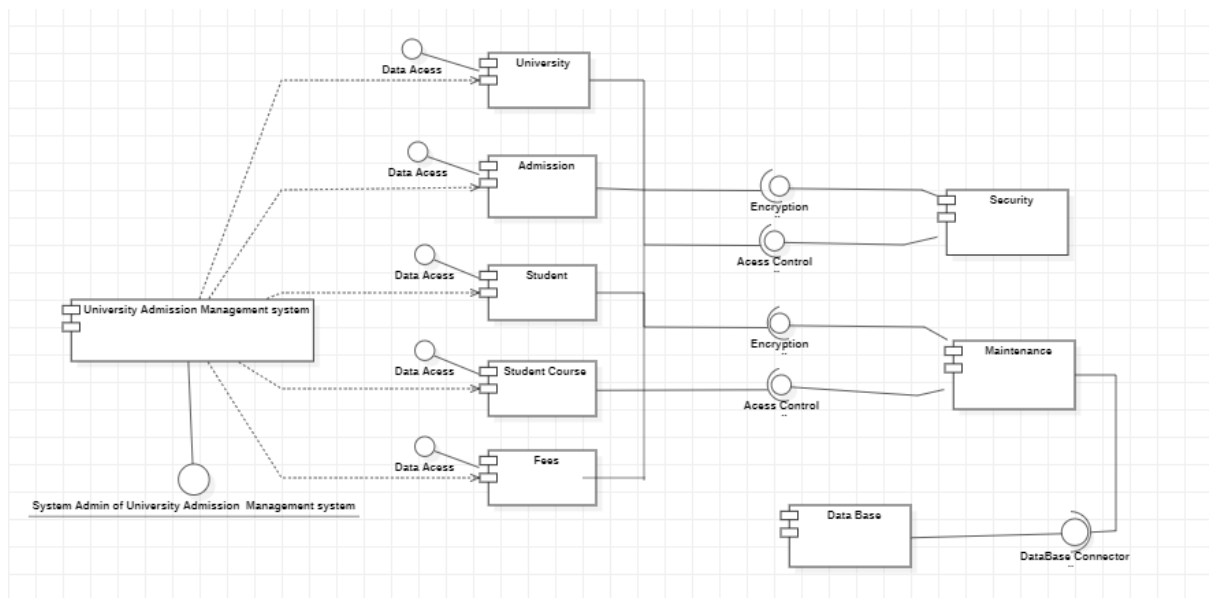 University
Data Acess
Admission
Data Acess
Encryption
Security
Acess Control
Student
Data Acess
University Admission Management system
Encryption
Maintenance
Student Course
Data Acess
Acess Control
Fees
Data Acess
System Admin of University Admission Management system
Data Base
DataBase Connector